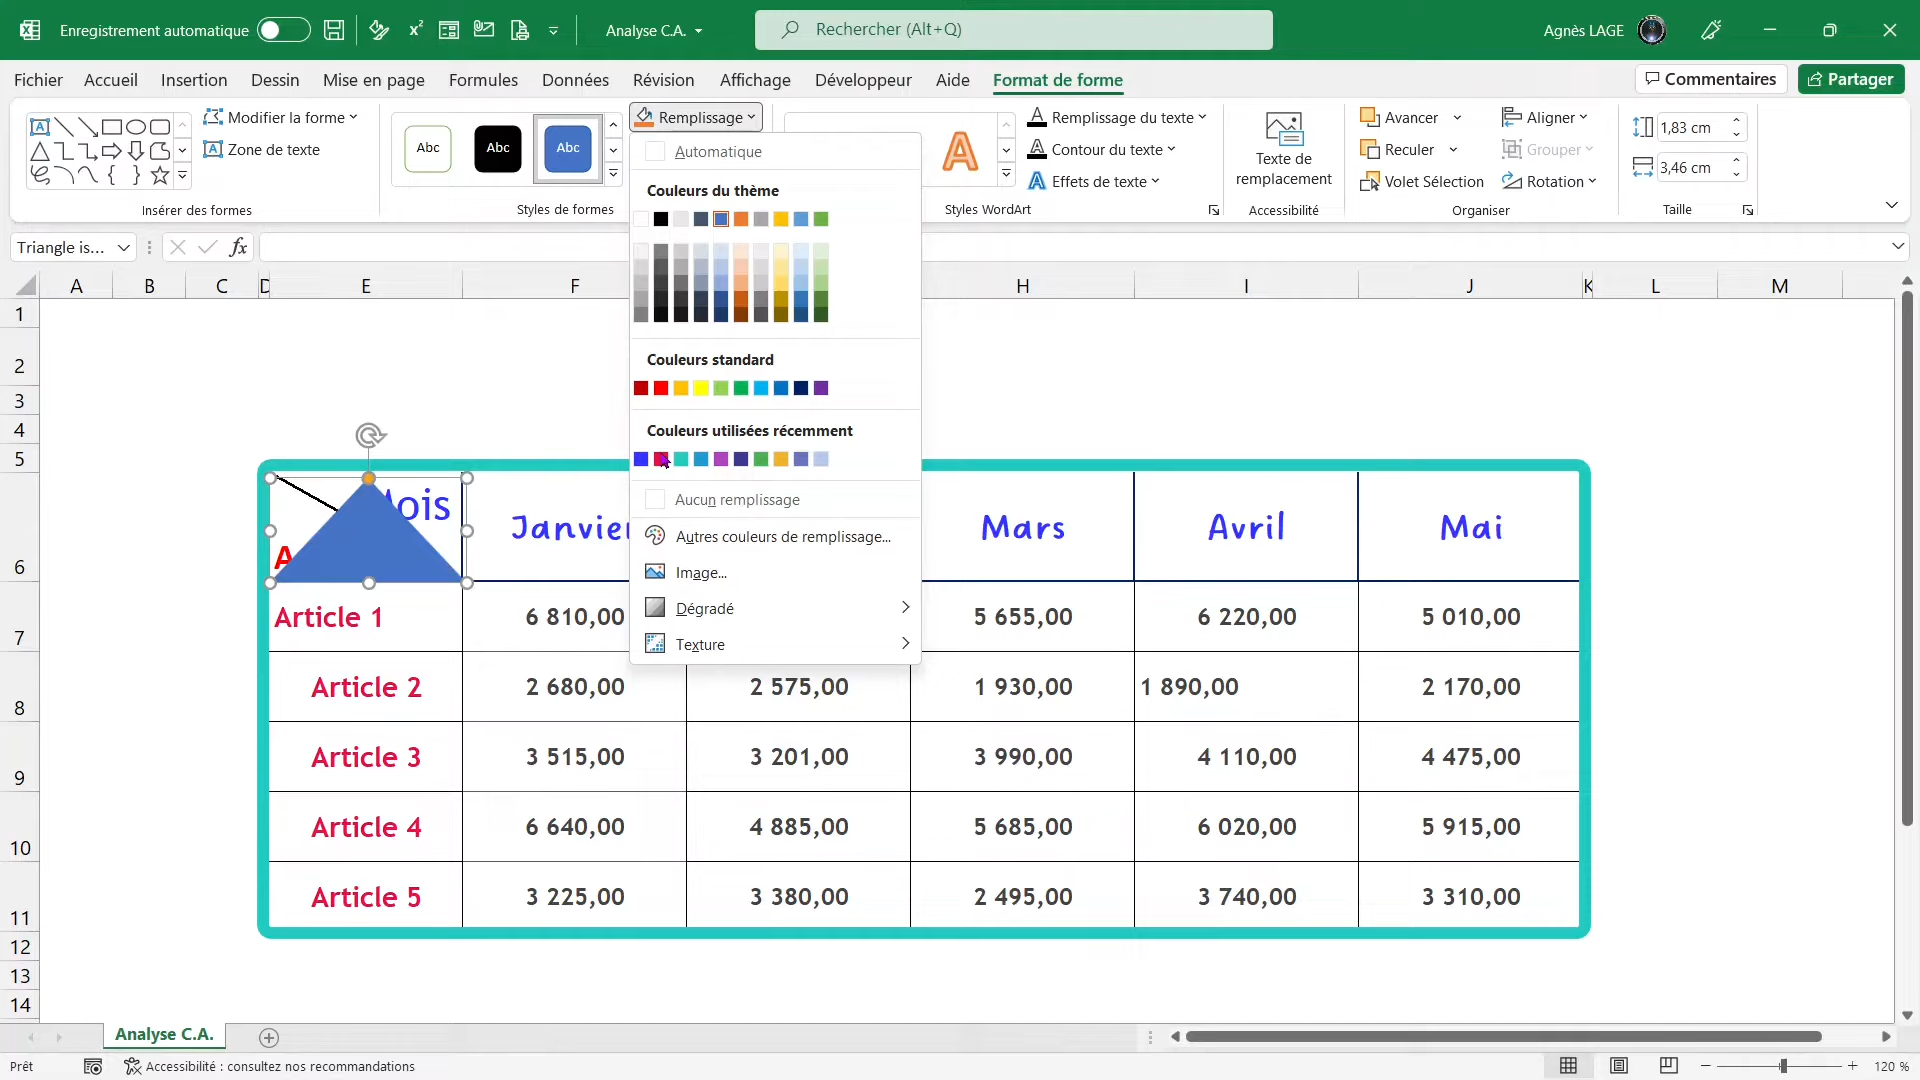 Enregistrement automatique
Analyse C.A.
Rechercher (Alt+Q)
Agnès LAGE
Fichier Accueil Insertion Dessin Mise en page Formules Données Révision Affichage Développeur Aide Format de forme
Commentaires
Partager
Modifier la forme
Zone de texte
Insérer des formes
Abc Abc Abc
Styles de formes
Remplissage
Automatique
Couleurs du thème
Couleurs standard
Couleurs utilisées récemment
Aucun remplissage
Autres couleurs de remplissage...
Image...
Dégradé
Texture
Remplissage du texte
Contour du texte
Effets de texte
Styles WordArt
Texte de
remplacement
Accessibilité
Avancer
Reculer
Volet Sélection
Aligner
Grouper
Rotation
Organiser
1,83 cm
3,46 cm
Taille
Triangle is...
fx
A B C D E F H I J K L M
1
2
3
4
5
6
7
8
9
10
11
12
13
14
Janvier Mars Avril Mai
Article 1 6 810,00 5 655,00 6 220,00 5 010,00
Article 2 2 680,00 2 575,00 1 930,00 1 890,00 2 170,00
Article 3 3 515,00 3 201,00 3 990,00 4 110,00 4 475,00
Article 4 6 640,00 4 885,00 5 685,00 6 020,00 5 915,00
Article 5 3 225,00 3 380,00 2 495,00 3 740,00 3 310,00
Analyse C.A.
Prêt
Accessibilité : consultez nos recommandations
120 %